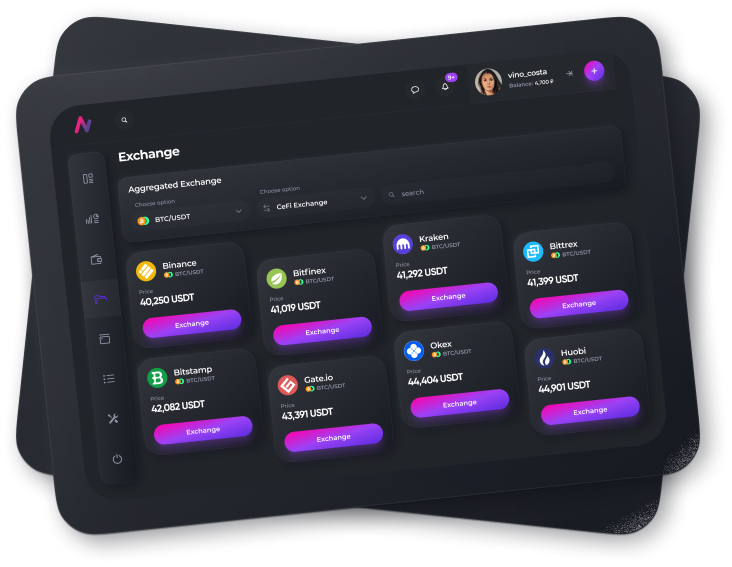 9+
vino_costa
Balance: 4,700 ₽
+
Exchange
Aggregated Exchange
Choose option
BTC/USDT
Choose option
CeFi Exchange
search
Binance
BTC/USDT
Price
40,250 USDT
Exchange
Bitfinex
BTC/USDT
Price
41,019 USDT
Exchange
Kraken
BTC/USDT
Price
41,292 USDT
Exchange
Bittrex
BTC/USDT
Price
41,399 USDT
Exchange
Bitstamp
BTC/USDT
Price
42,082 USDT
Exchange
Gate.io
BTC/USDT
Price
43,391 USDT
Exchange
Okex
BTC/USDT
Price
44,404 USDT
Exchange
Huobi
BTC/USDT
Price
44,901 USDT
Exchange